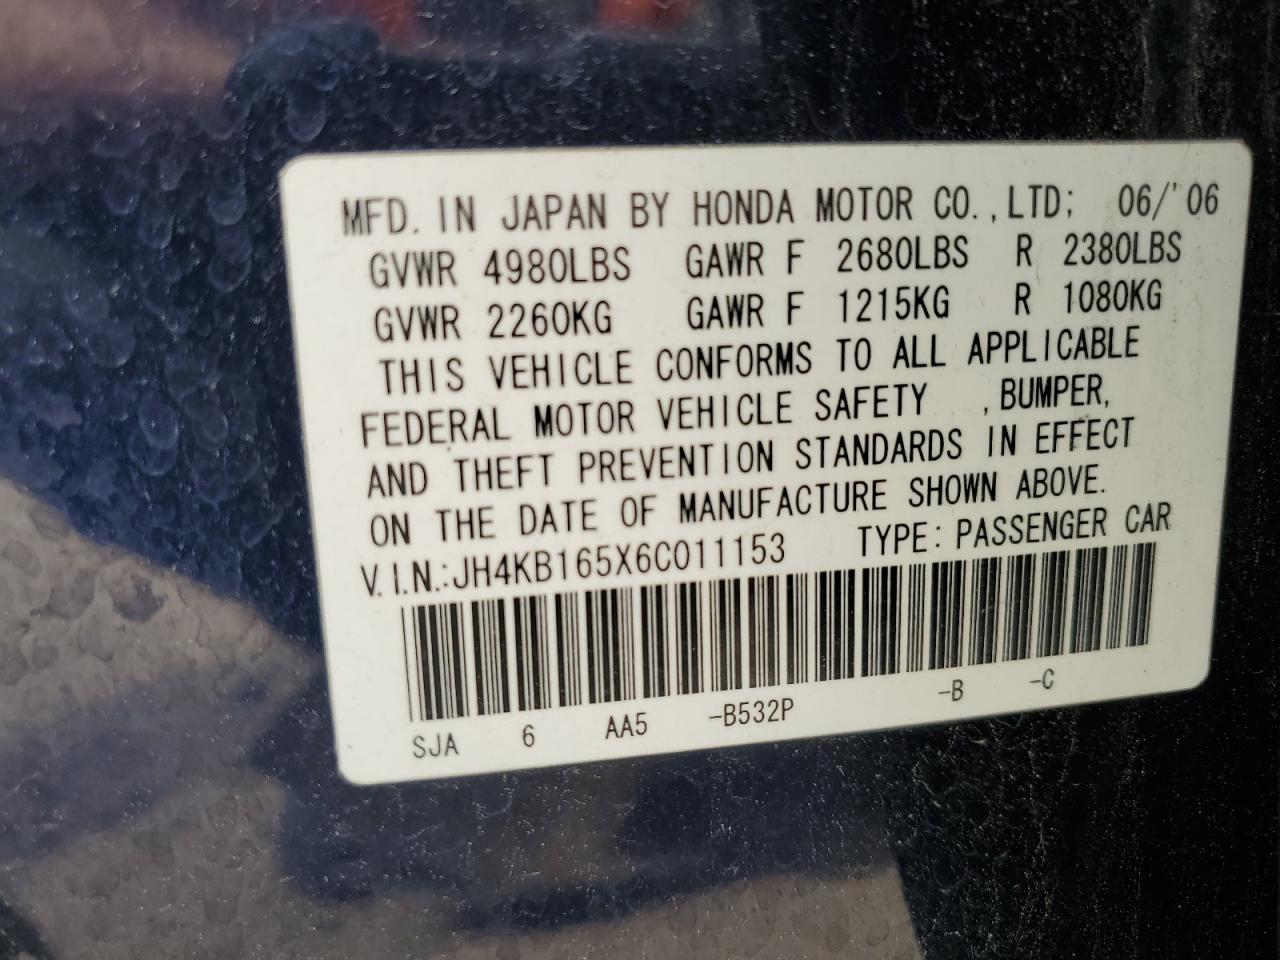 MFD. IN JAPAN BY HONDA MOTOR CO., LTD; 06/'06
GVWR 4980LBS GAWR F 2680LBS R 2380LBS
GVWR 2260KG GAWR F 1215KG R 1080KG
THIS VEHICLE CONFORMS TO ALL APPLICABLE
FEDERAL MOTOR VEHICLE SAFETY , BUMPER,
AND THEFT PREVENTION STANDARDS IN EFFECT
ON THE DATE OF MANUFACTURE SHOWN ABOVE.
V.I.N.:JH4KB165X6C011153 TYPE: PASSENGER CAR
SJA 6 AA5 -B532P -B -C